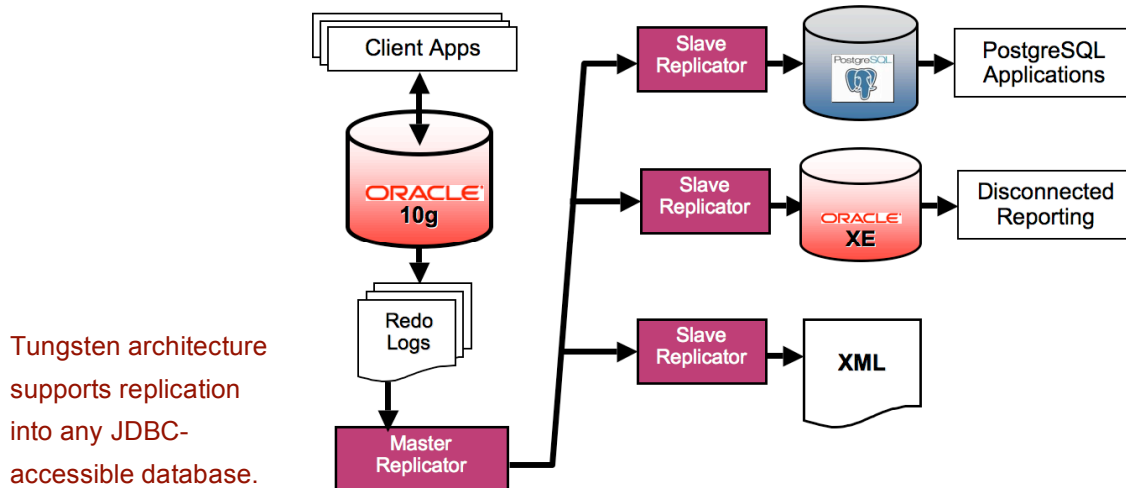 Client Apps
ORACLE
10g
Redo
Logs
Master
Replicator
Slave
Replicator
PostgreSQL
PostgreSQL
Applications
Slave
Replicator
ORACLE
XE
Disconnected
Reporting
Slave
Replicator
XML
Tungsten architecture
supports replication
into any JDBC-
accessible database.